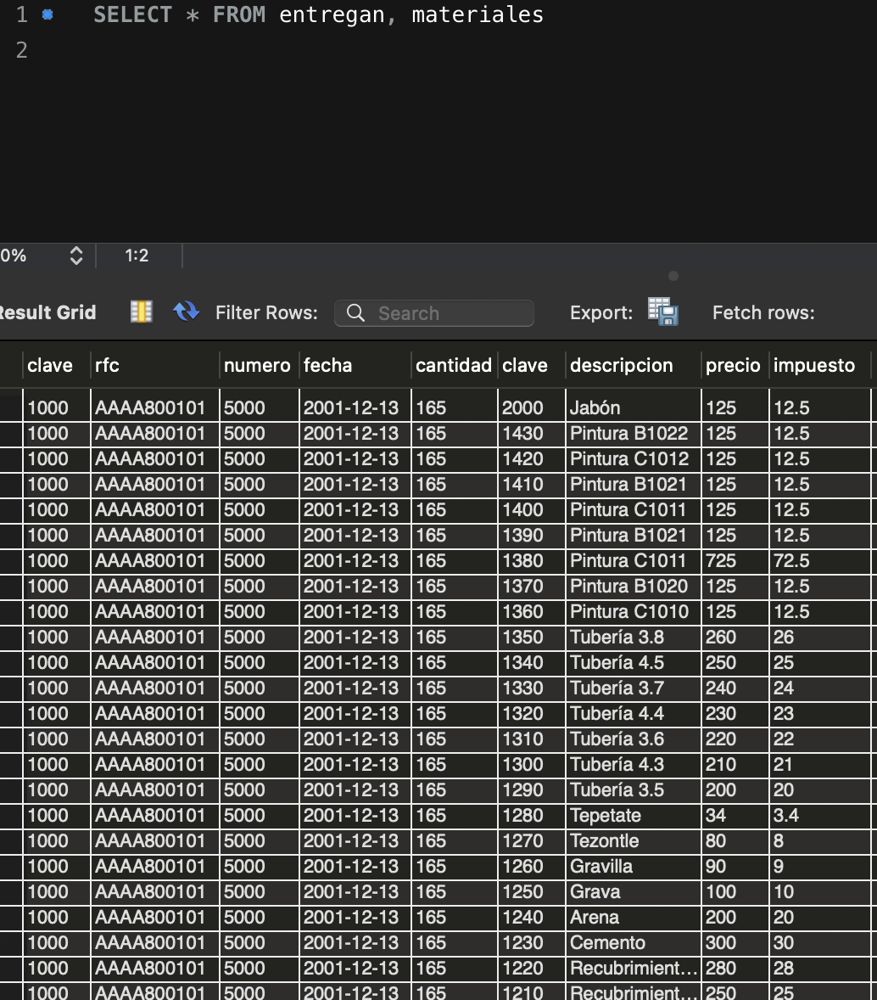 1 SELECT * FROM entregan, materiales
2
0% 1:2
Result Grid Filter Rows: Search Export: Fetch rows:
clave rfc numero fecha cantidad clave descripcion precio impuesto
1000 AAAA800101 5000 2001-12-13 165 2000 Jabón 125 12.5
1000 AAAA800101 5000 2001-12-13 165 1430 Pintura B1022 125 12.5
1000 AAAA800101 5000 2001-12-13 165 1420 Pintura C1012 125 12.5
1000 AAAA800101 5000 2001-12-13 165 1410 Pintura B1021 125 12.5
1000 AAAA800101 5000 2001-12-13 165 1400 Pintura C1011 125 12.5
1000 AAAA800101 5000 2001-12-13 165 1390 Pintura B1021 125 12.5
1000 AAAA800101 5000 2001-12-13 165 1380 Pintura C1011 725 72.5
1000 AAAA800101 5000 2001-12-13 165 1370 Pintura B1020 125 12.5
1000 AAAA800101 5000 2001-12-13 165 1360 Pintura C1010 125 12.5
1000 AAAA800101 5000 2001-12-13 165 1350 Tubería 3.8 260 26
1000 AAAA800101 5000 2001-12-13 165 1340 Tubería 4.5 250 25
1000 AAAA800101 5000 2001-12-13 165 1330 Tubería 3.7 240 24
1000 AAAA800101 5000 2001-12-13 165 1320 Tubería 4.4 230 23
1000 AAAA800101 5000 2001-12-13 165 1310 Tubería 3.6 220 22
1000 AAAA800101 5000 2001-12-13 165 1300 Tubería 4.3 210 21
1000 AAAA800101 5000 2001-12-13 165 1290 Tubería 3.5 200 20
1000 AAAA800101 5000 2001-12-13 165 1280 Tepetate 34 3.4
1000 AAAA800101 5000 2001-12-13 165 1270 Tezontle 80 8
1000 AAAA800101 5000 2001-12-13 165 1260 Gravilla 90 9
1000 AAAA800101 5000 2001-12-13 165 1250 Grava 100 10
1000 AAAA800101 5000 2001-12-13 165 1240 Arena 200 20
1000 AAAA800101 5000 2001-12-13 165 1230 Cemento 300 30
1000 AAAA800101 5000 2001-12-13 165 1220 Recubrimient... 280 28
1000 AAAA800101 5000 2001-12-13 165 1210 Recubrimient... 250 25